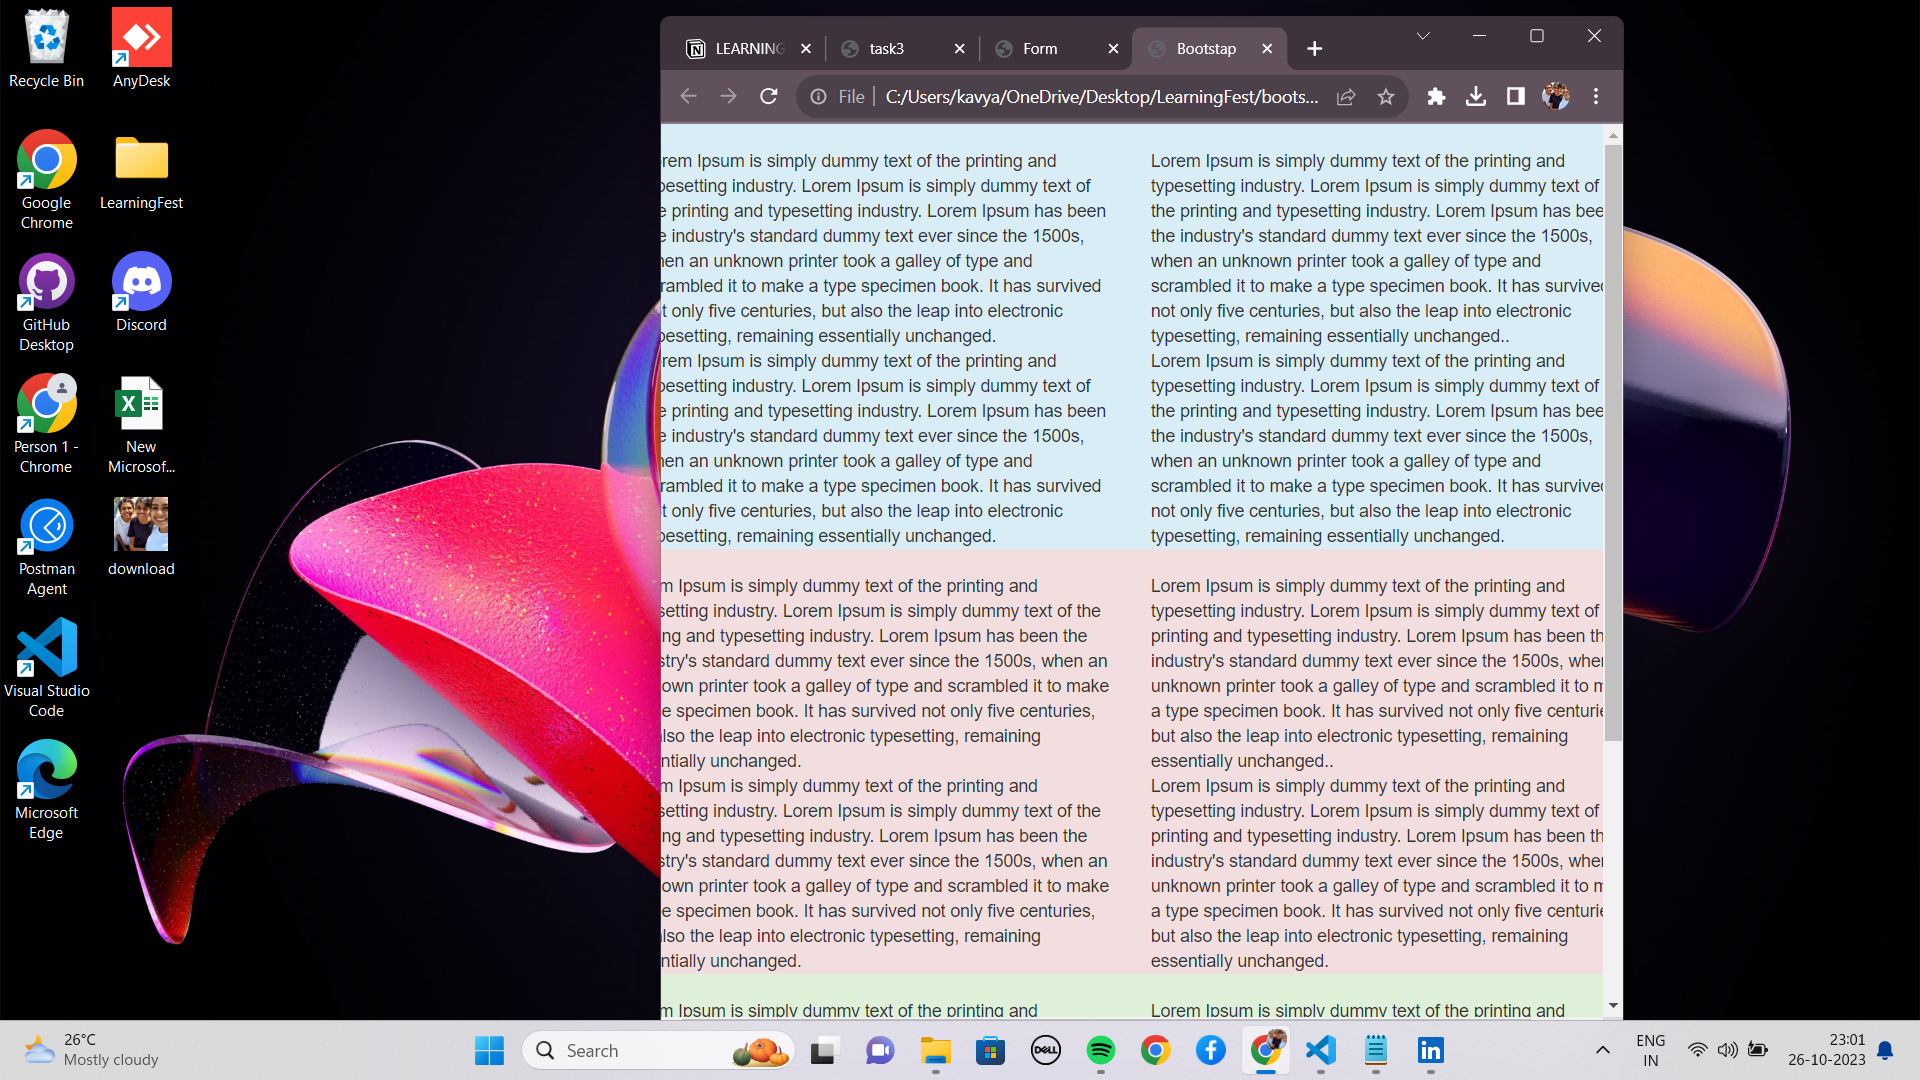 Recycle Bin
AnyDesk
Google
Chrome
LearningFest
GitHub
Desktop
Discord
Person 1 -
Chrome
New
Microsof...
Postman
Agent
download
Visual Studio
Code
Microsoft
Edge
LEARNING
task3
Form
Bootstap
File
C:/Users/kavya/OneDrive/Desktop/LearningFest/boots...
rem Ipsum is simply dummy text of the printing and
pesetting industry. Lorem Ipsum is simply dummy text of
e printing and typesetting industry. Lorem Ipsum has been
e industry's standard dummy text ever since the 1500s,
en an unknown printer took a galley of type and
rambled it to make a type specimen book. It has survived
t only five centuries, but also the leap into electronic
pesetting, remaining essentially unchanged.
rem Ipsum is simply dummy text of the printing and
pesetting industry. Lorem Ipsum is simply dummy text of
e printing and typesetting industry. Lorem Ipsum has been
e industry's standard dummy text ever since the 1500s,
en an unknown printer took a galley of type and
rambled it to make a type specimen book. It has survived
t only five centuries, but also the leap into electronic
pesetting, remaining essentially unchanged.
Lorem Ipsum is simply dummy text of the printing and
typesetting industry. Lorem Ipsum is simply dummy text of
the printing and typesetting industry. Lorem Ipsum has bee
the industry's standard dummy text ever since the 1500s,
when an unknown printer took a galley of type and
scrambled it to make a type specimen book. It has survive
not only five centuries, but also the leap into electronic
typesetting, remaining essentially unchanged..
Lorem Ipsum is simply dummy text of the printing and
typesetting industry. Lorem Ipsum is simply dummy text of
the printing and typesetting industry. Lorem Ipsum has bee
the industry's standard dummy text ever since the 1500s,
when an unknown printer took a galley of type and
scrambled it to make a type specimen book. It has survive
not only five centuries, but also the leap into electronic
typesetting, remaining essentially unchanged.
m Ipsum is simply dummy text of the printing and
setting industry. Lorem Ipsum is simply dummy text of the
ng and typesetting industry. Lorem Ipsum has been the
stry's standard dummy text ever since the 1500s, when an
own printer took a galley of type and scrambled it to make
e specimen book. It has survived not only five centuries,
lso the leap into electronic typesetting, remaining
ntially unchanged.
m Ipsum is simply dummy text of the printing and
setting industry. Lorem Ipsum is simply dummy text of the
ng and typesetting industry. Lorem Ipsum has been the
stry's standard dummy text ever since the 1500s, when an
own printer took a galley of type and scrambled it to make
e specimen book. It has survived not only five centuries,
lso the leap into electronic typesetting, remaining
ntially unchanged.
Lorem Ipsum is simply dummy text of the printing and
typesetting industry. Lorem Ipsum is simply dummy text of
printing and typesetting industry. Lorem Ipsum has been th
industry's standard dummy text ever since the 1500s, whe
unknown printer took a galley of type and scrambled it to m
a type specimen book. It has survived not only five centurie
but also the leap into electronic typesetting, remaining
essentially unchanged..
Lorem Ipsum is simply dummy text of the printing and
typesetting industry. Lorem Ipsum is simply dummy text of
printing and typesetting industry. Lorem Ipsum has been th
industry's standard dummy text ever since the 1500s, whe
unknown printer took a galley of type and scrambled it to m
a type specimen book. It has survived not only five centurie
but also the leap into electronic typesetting, remaining
essentially unchanged.
m Ipsum is simply dummy text of the printing and
Lorem Ipsum is simply dummy text of the printing and
26°C
Mostly cloudy
Search
DELL
ENG
IN
23:01
26-10-2023